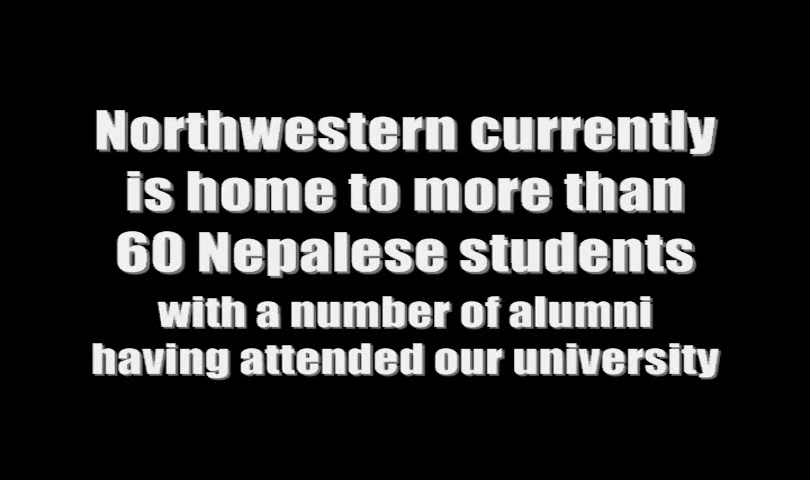 Northwestern currently
is home to more than
60 Nepalese students
with a number of alumni
having attended our university